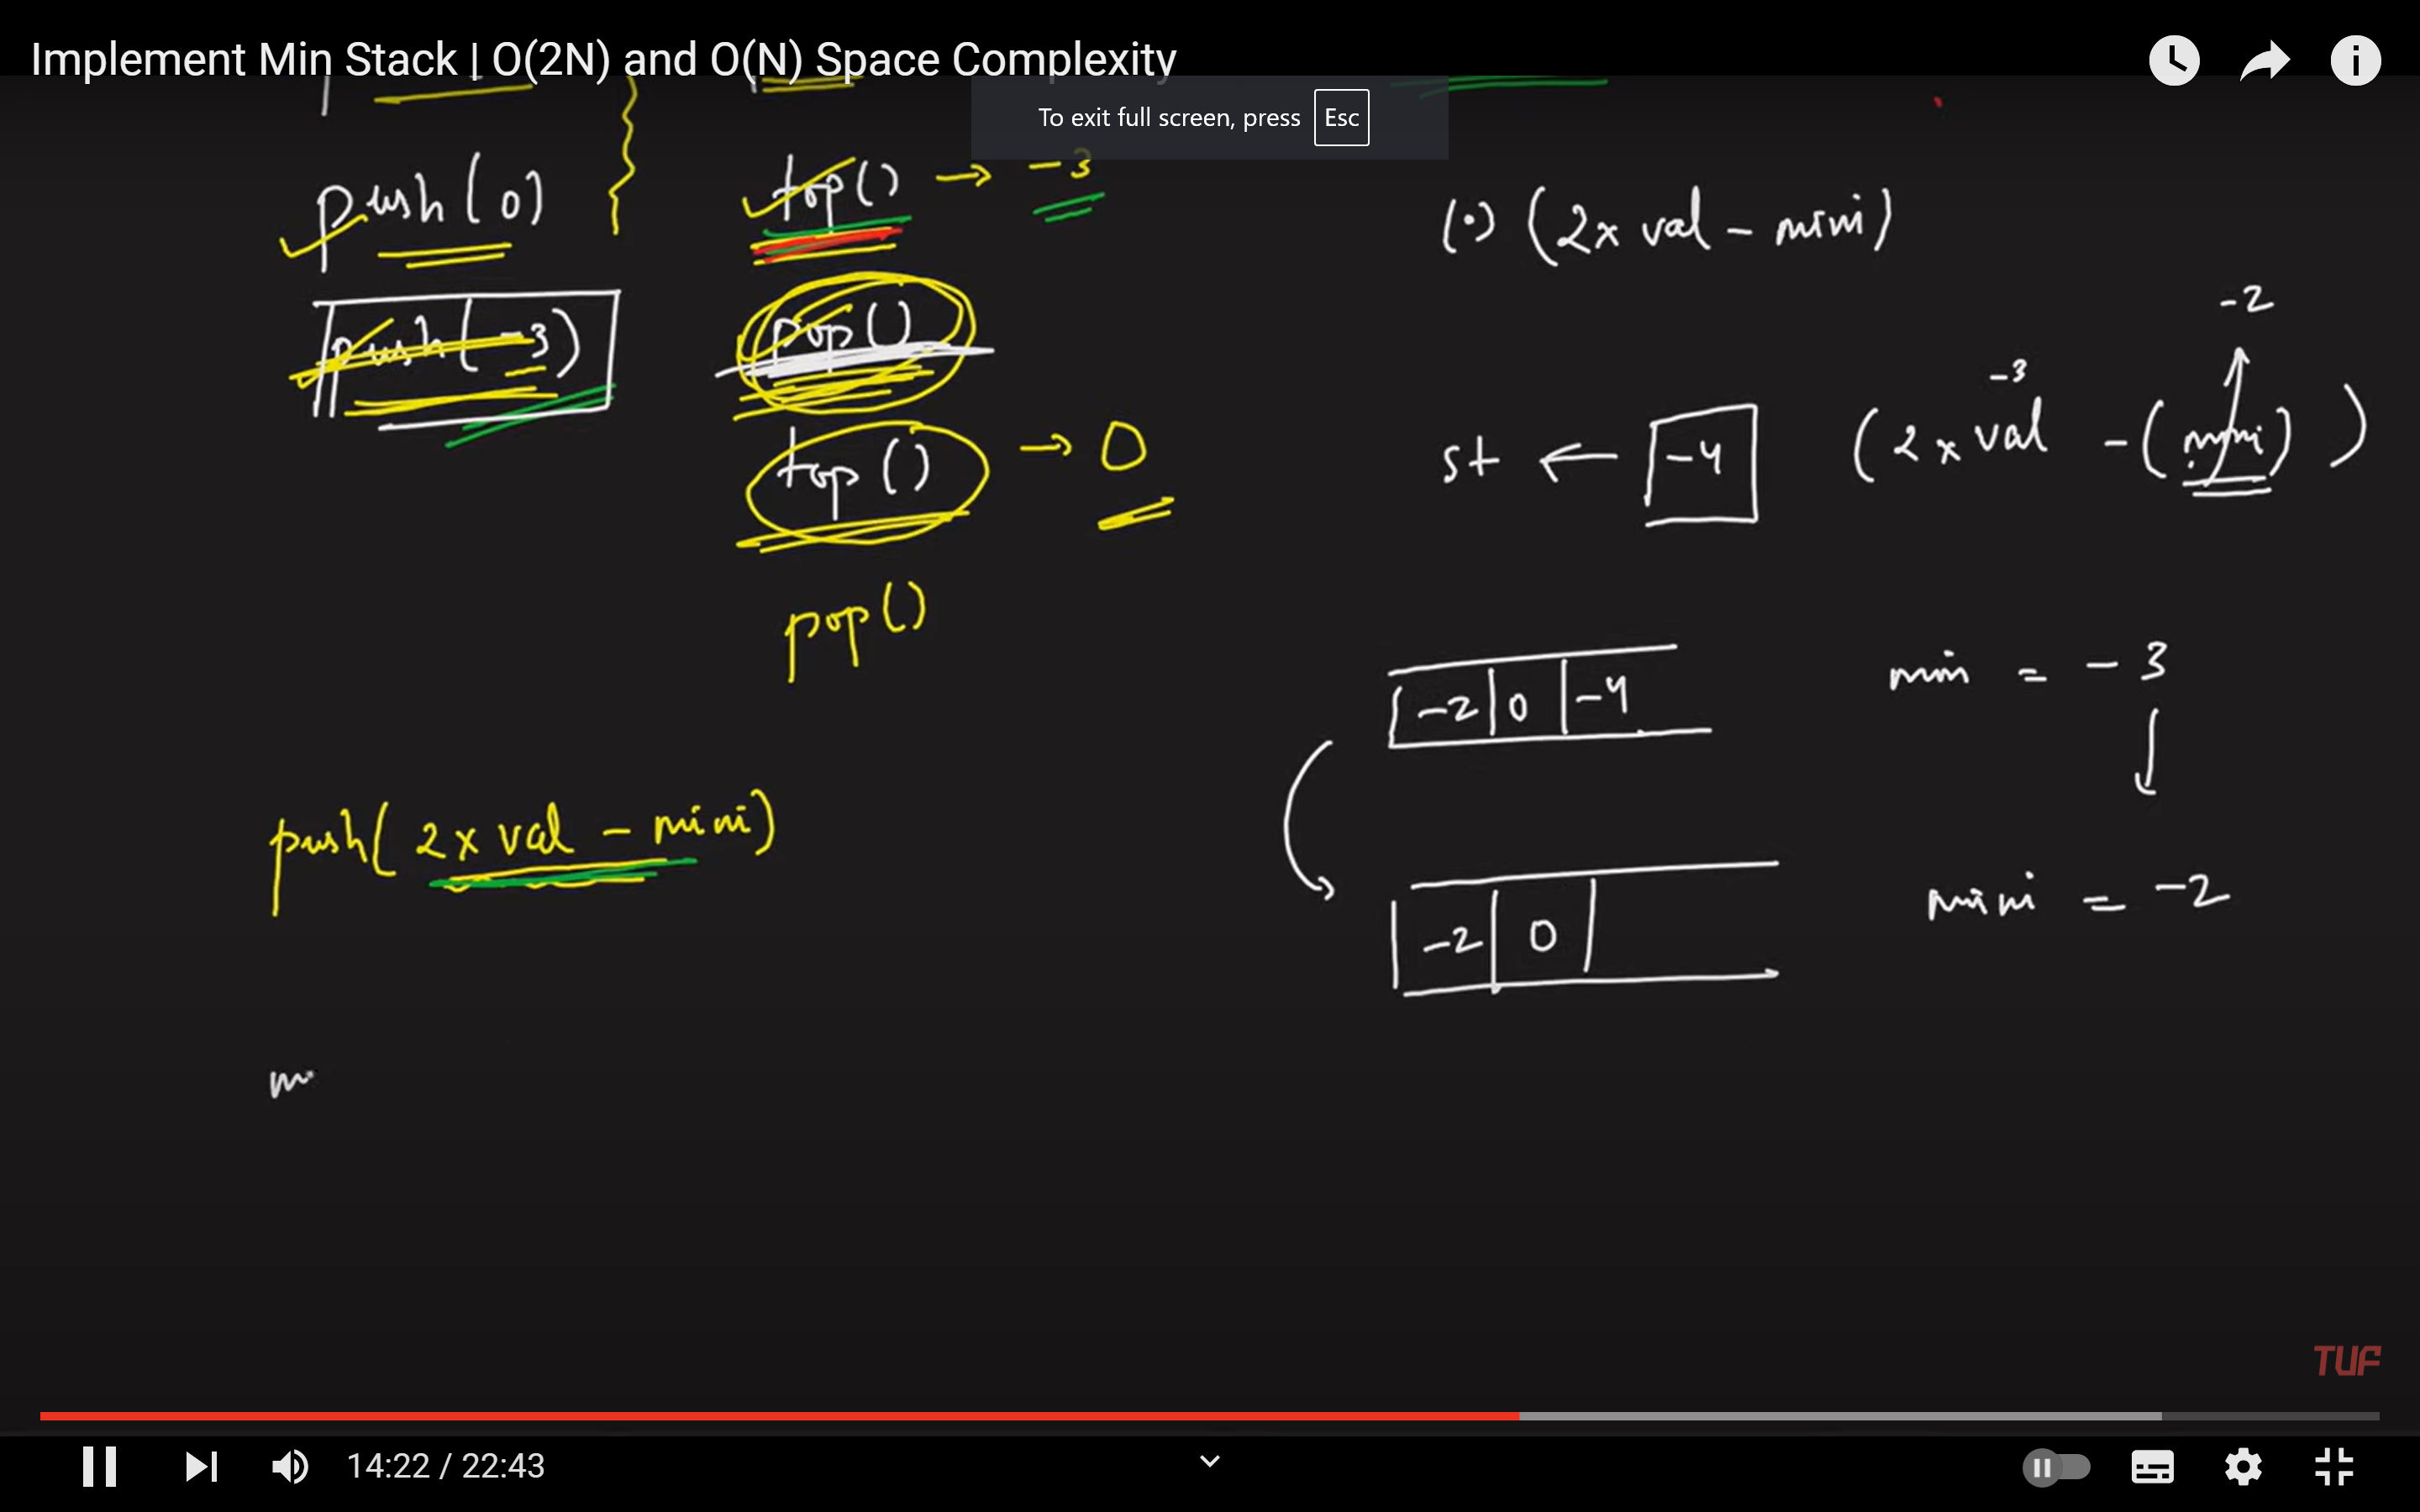 Implement Min Stack | O(2N) and O(N) Space Complexity
To exit full screen, press Esc
push(0)
push(-3)
top() → -3
pop()
top() → 0
pop()
(·) (2 x val - mini)
-2
-3
st ← -4 (2 x val - (mini))
-2 | 0 | -4
min = -3
push(2 x val - mini)
-2 | 0
mini = -2
m
TUF
14:22 / 22:43